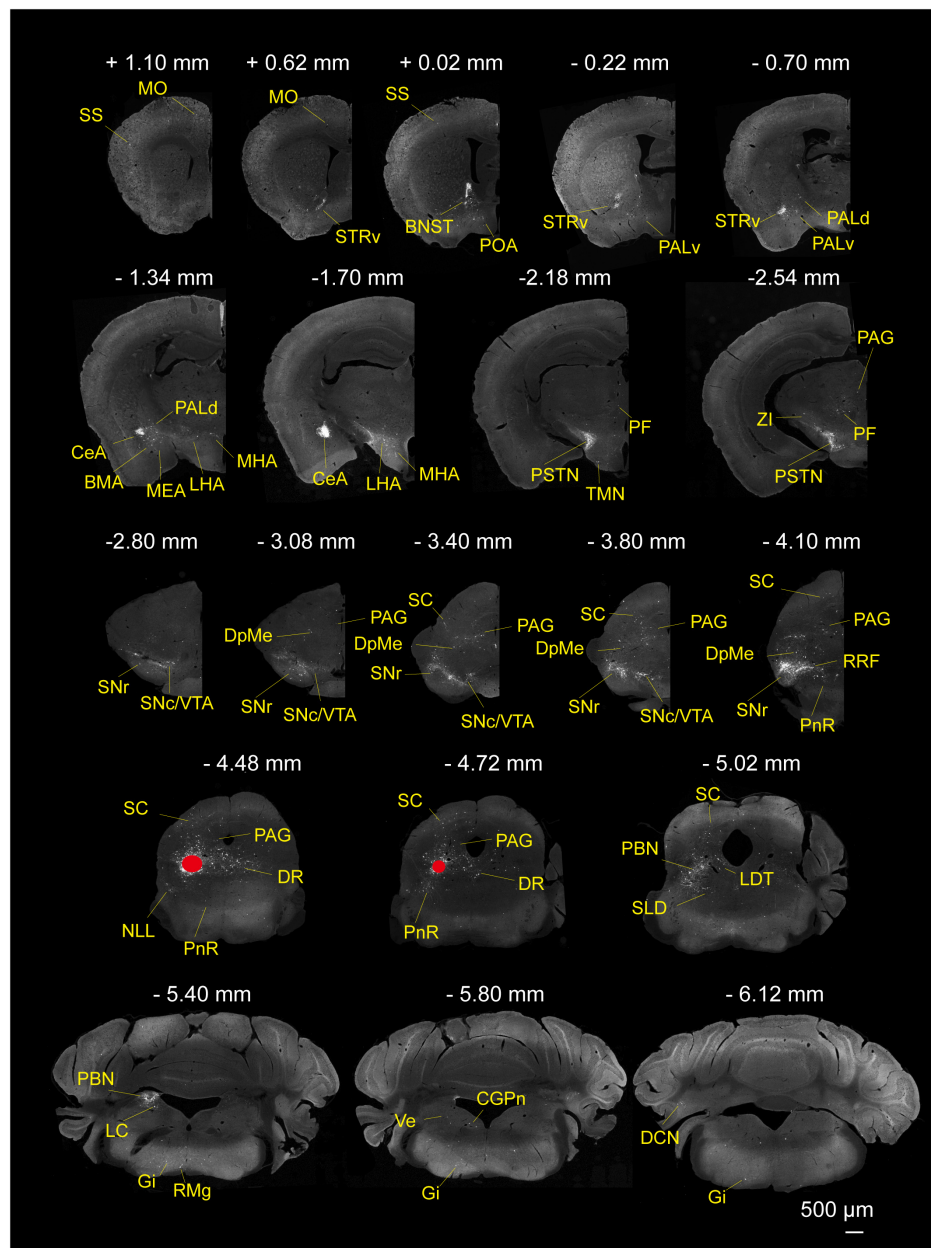 + 1.10 mm
+ 0.62 mm
+ 0.02 mm
- 0.22 mm
- 0.70 mm
MO
SS
MO
STRv
SS
BNST
POA
STRv
PALv
STRv
PALd
PALv
- 1.34 mm
-1.70 mm
-2.18 mm
-2.54 mm
PALd
CeA
BMA
MEA
LHA
MHA
CeA
LHA
MHA
PF
PSTN
TMN
PAG
ZI
PF
PSTN
-2.80 mm
- 3.08 mm
- 3.40 mm
- 3.80 mm
- 4.10 mm
SNr
SNc/VTA
PAG
DpMe
SNr
SNc/VTA
SC
PAG
DpMe
SNr
SNc/VTA
SC
PAG
DpMe
SNr
SNc/VTA
SC
PAG
DpMe
RRF
SNr
PnR
- 4.48 mm
- 4.72 mm
- 5.02 mm
SC
PAG
DR
NLL
PnR
SC
PAG
DR
PnR
SC
PBN
LDT
SLD
- 5.40 mm
- 5.80 mm
- 6.12 mm
PBN
LC
Gi
RMg
CGPn
Ve
Gi
DCN
Gi
500 µm